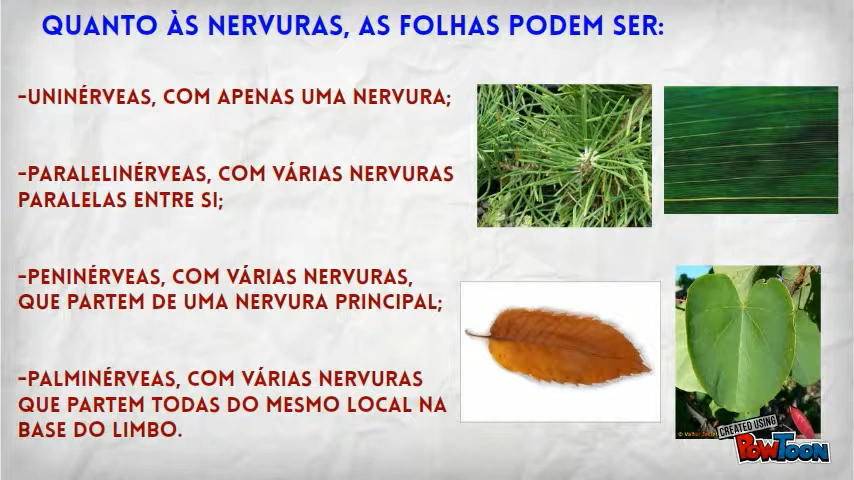 QUANTO ÀS NERVURAS, AS FOLHAS PODEM SER:
-UNINÉRVEAS, COM APENAS UMA NERVURA;
-PARALELINÉRVEAS, COM VÁRIAS NERVURAS
PARALELAS ENTRE SI;
-PENINÉRVEAS, COM VÁRIAS NERVURAS,
QUE PARTEM DE UMA NERVURA PRINCIPAL;
-PALMINÉRVEAS, COM VÁRIAS NERVURAS
QUE PARTEM TODAS DO MESMO LOCAL NA
BASE DO LIMBO.
CREATED USING
POWTOON